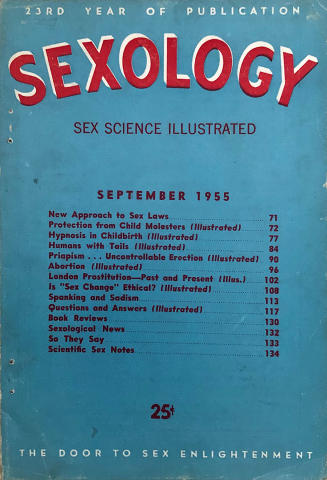 23RD YEAR OF PUBLICATION
SEXOLOGY
SEX SCIENCE ILLUSTRATED
SEPTEMBER 1955
New Approach to Sex Laws 71
Protection from Child Molesters (Illustrated) 72
Hypnosis in Childbirth (Illustrated) 77
Humans with Tails (Illustrated) 84
Priapism . . . Uncontrollable Erection (Illustrated) 90
Abortion (Illustrated) 96
London Prostitution—Past and Present (Illus.) 102
Is "Sex Change" Ethical? (Illustrated) 108
Spanking and Sadism 113
Questions and Answers (Illustrated) 117
Book Reviews 130
Sexological News 132
So They Say 133
Scientific Sex Notes 134
25¢
THE DOOR TO SEX ENLIGHTENMENT